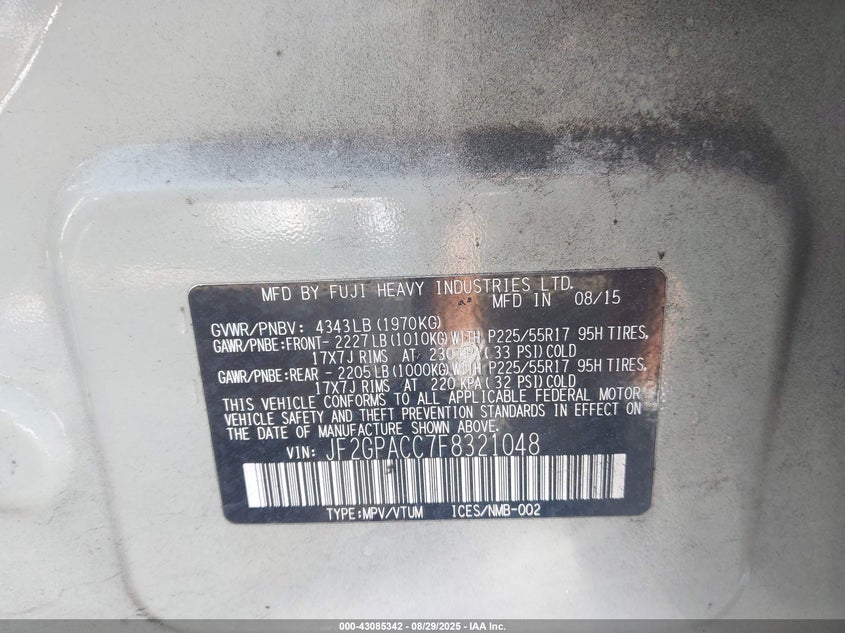 MFD BY FUJI HEAVY INDUSTRIES LTD.
MFD IN 08/15
GVWR/PNBV: 4343LB (1970KG)
GAWR/PNBE:FRONT- 2227LB (1010KG)WITH P225/55R17 95H TIRES,
17X7J RIMS AT 230 KPA(33 PSI)COLD
GAWR/PNBE:REAR - 2205LB (1000KG)WITH P225/55R17 95H TIRES,
17X7J RIMS AT 220 KPA(32 PSI)COLD
THIS VEHICLE CONFORMS TO ALL APPLICABLE FEDERAL MOTOR
VEHICLE SAFETY AND THEFT PREVENTION STANDARDS IN EFFECT ON
THE DATE OF MANUFACTURE SHOWN ABOVE.
VIN: JF2GPACC7F8321048
TYPE:MPV/VTUM ICES/NMB-002
000-43085342 - 08/29/2025 - IAA Inc.